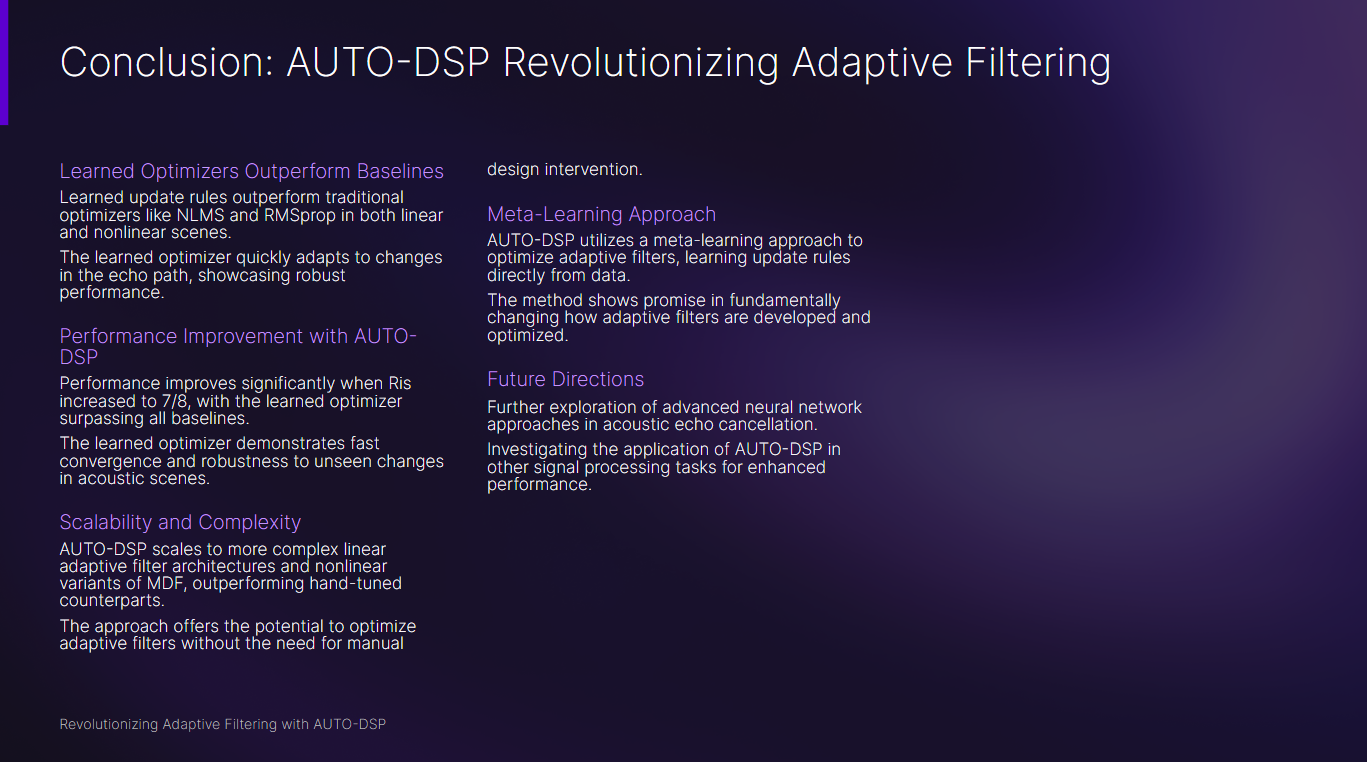 Conclusion: AUTO-DSP Revolutionizing Adaptive Filtering
Learned Optimizers Outperform Baselines
Learned update rules outperform traditional
optimizers like NLMS and RMSprop in both linear
and nonlinear scenes.
The learned optimizer quickly adapts to changes
in the echo path, showcasing robust
performance.
Performance Improvement with AUTO-
DSP
Performance improves significantly when Ris
increased to 7/8, with the learned optimizer
surpassing all baselines.
The learned optimizer demonstrates fast
convergence and robustness to unseen changes
in acoustic scenes.
Scalability and Complexity
AUTO-DSP scales to more complex linear
adaptive filter architectures and nonlinear
variants of MDF, outperforming hand-tuned
counterparts.
The approach offers the potential to optimize
adaptive filters without the need for manual
design intervention.
Meta-Learning Approach
AUTO-DSP utilizes a meta-learning approach to
optimize adaptive filters, learning update rules
directly from data.
The method shows promise in fundamentally
changing how adaptive filters are developed and
optimized.
Future Directions
Further exploration of advanced neural network
approaches in acoustic echo cancellation.
Investigating the application of AUTO-DSP in
other signal processing tasks for enhanced
performance.
Revolutionizing Adaptive Filtering with AUTO-DSP